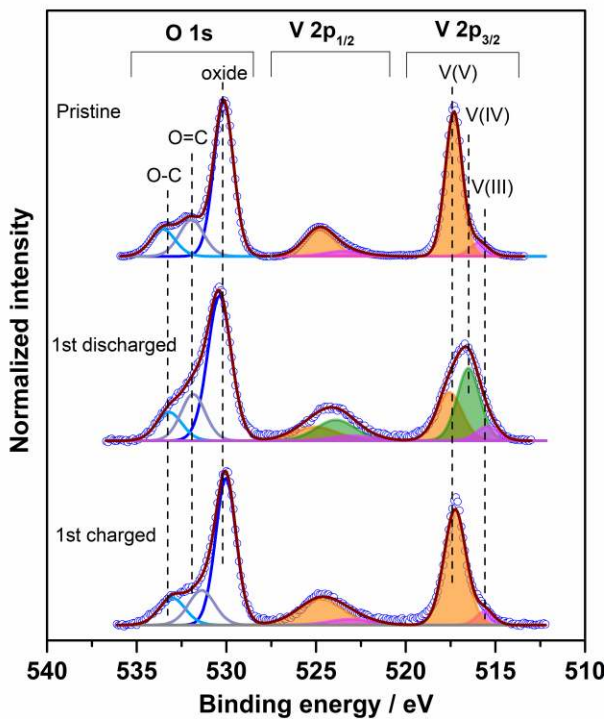 O 1s V 2p1/2 V 2p3/2
oxide
V(V)
Pristine
V(IV)
O=C
O-C
V(III)
1st discharged
1st charged
Normalized intensity
540 535 530 525 520 515 510
Binding energy / eV